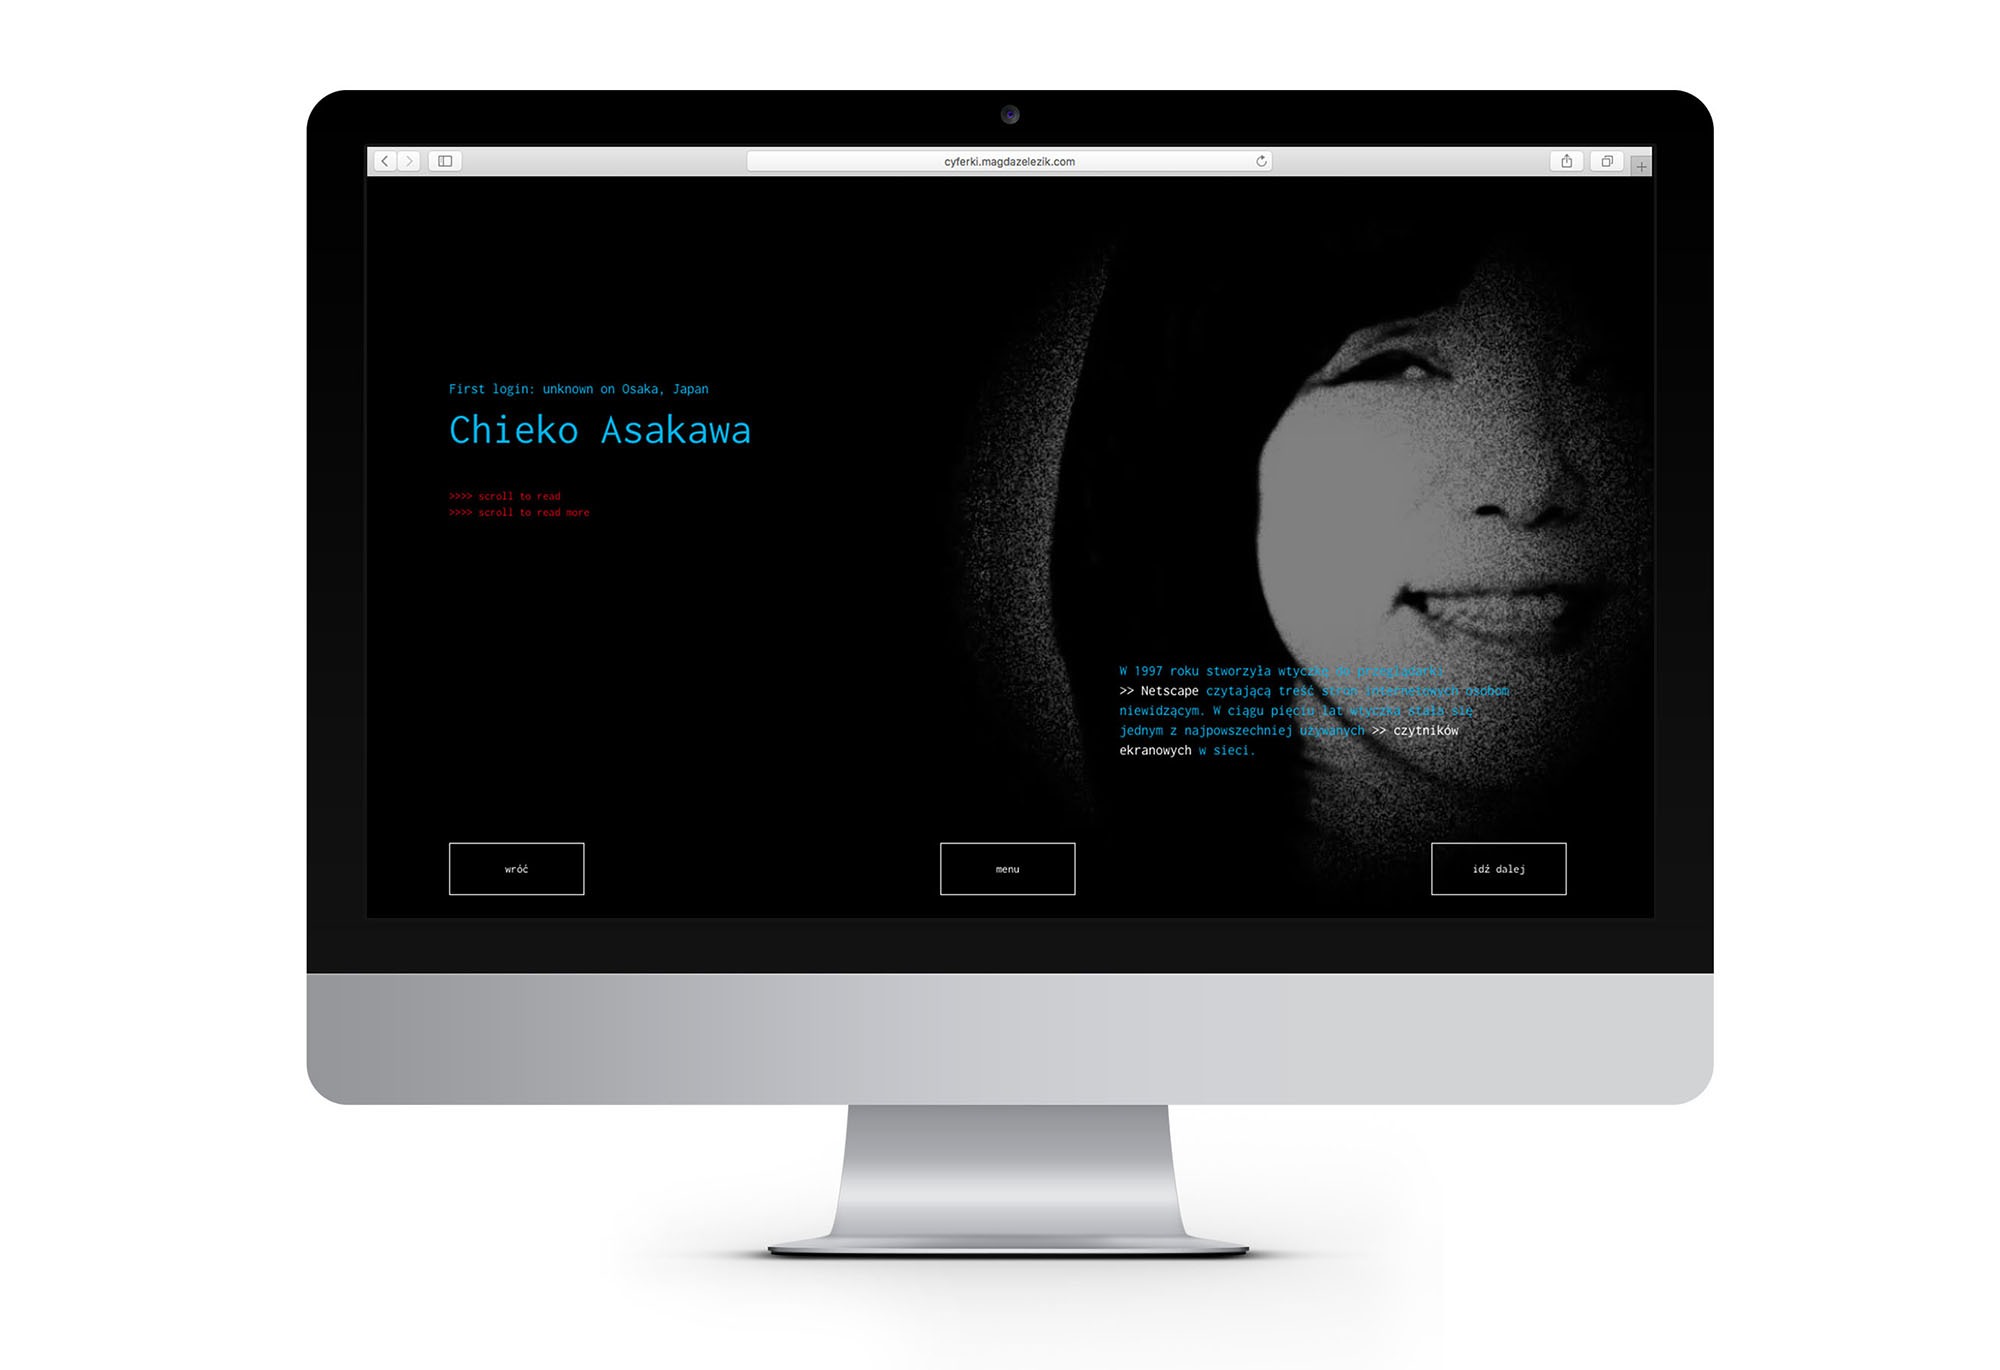 cyferki.magdazelezik.com
First login: unknown on Osaka, Japan
Chieko Asakawa
>>>> scroll to read
>>>> scroll to read more
W 1997 roku stworzyła wtyczkę do przeglądarki
>> Netscape czytającą treść stron internetowych osobom
niewidzącym. W ciągu pięciu lat wtyczka stała się
jednym z najpowszechniej używanych >> czytników
ekranowych w sieci.
wróć
menu
idź dalej